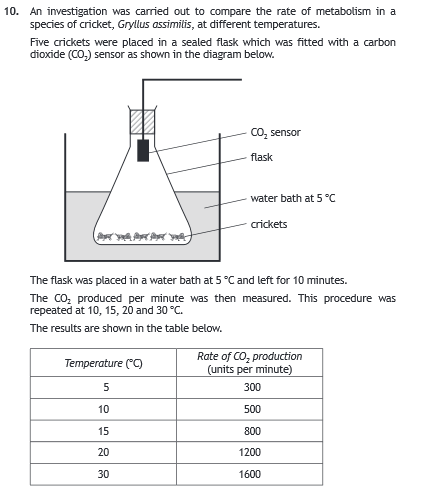 10. An investigation was carried out to compare the rate of metabolism in a
species of cricket, Gryllus assimilis, at different temperatures.
Five crickets were placed in a sealed flask which was fitted with a carbon
dioxide (CO₂) sensor as shown in the diagram below.
CO₂ sensor
flask
water bath at 5 °C
crickets
The flask was placed in a water bath at 5 °C and left for 10 minutes.
The CO₂ produced per minute was then measured. This procedure was
repeated at 10, 15, 20 and 30 °C.
The results are shown in the table below.
Temperature (°C) Rate of CO₂ production
(units per minute)
5 300
10 500
15 800
20 1200
30 1600